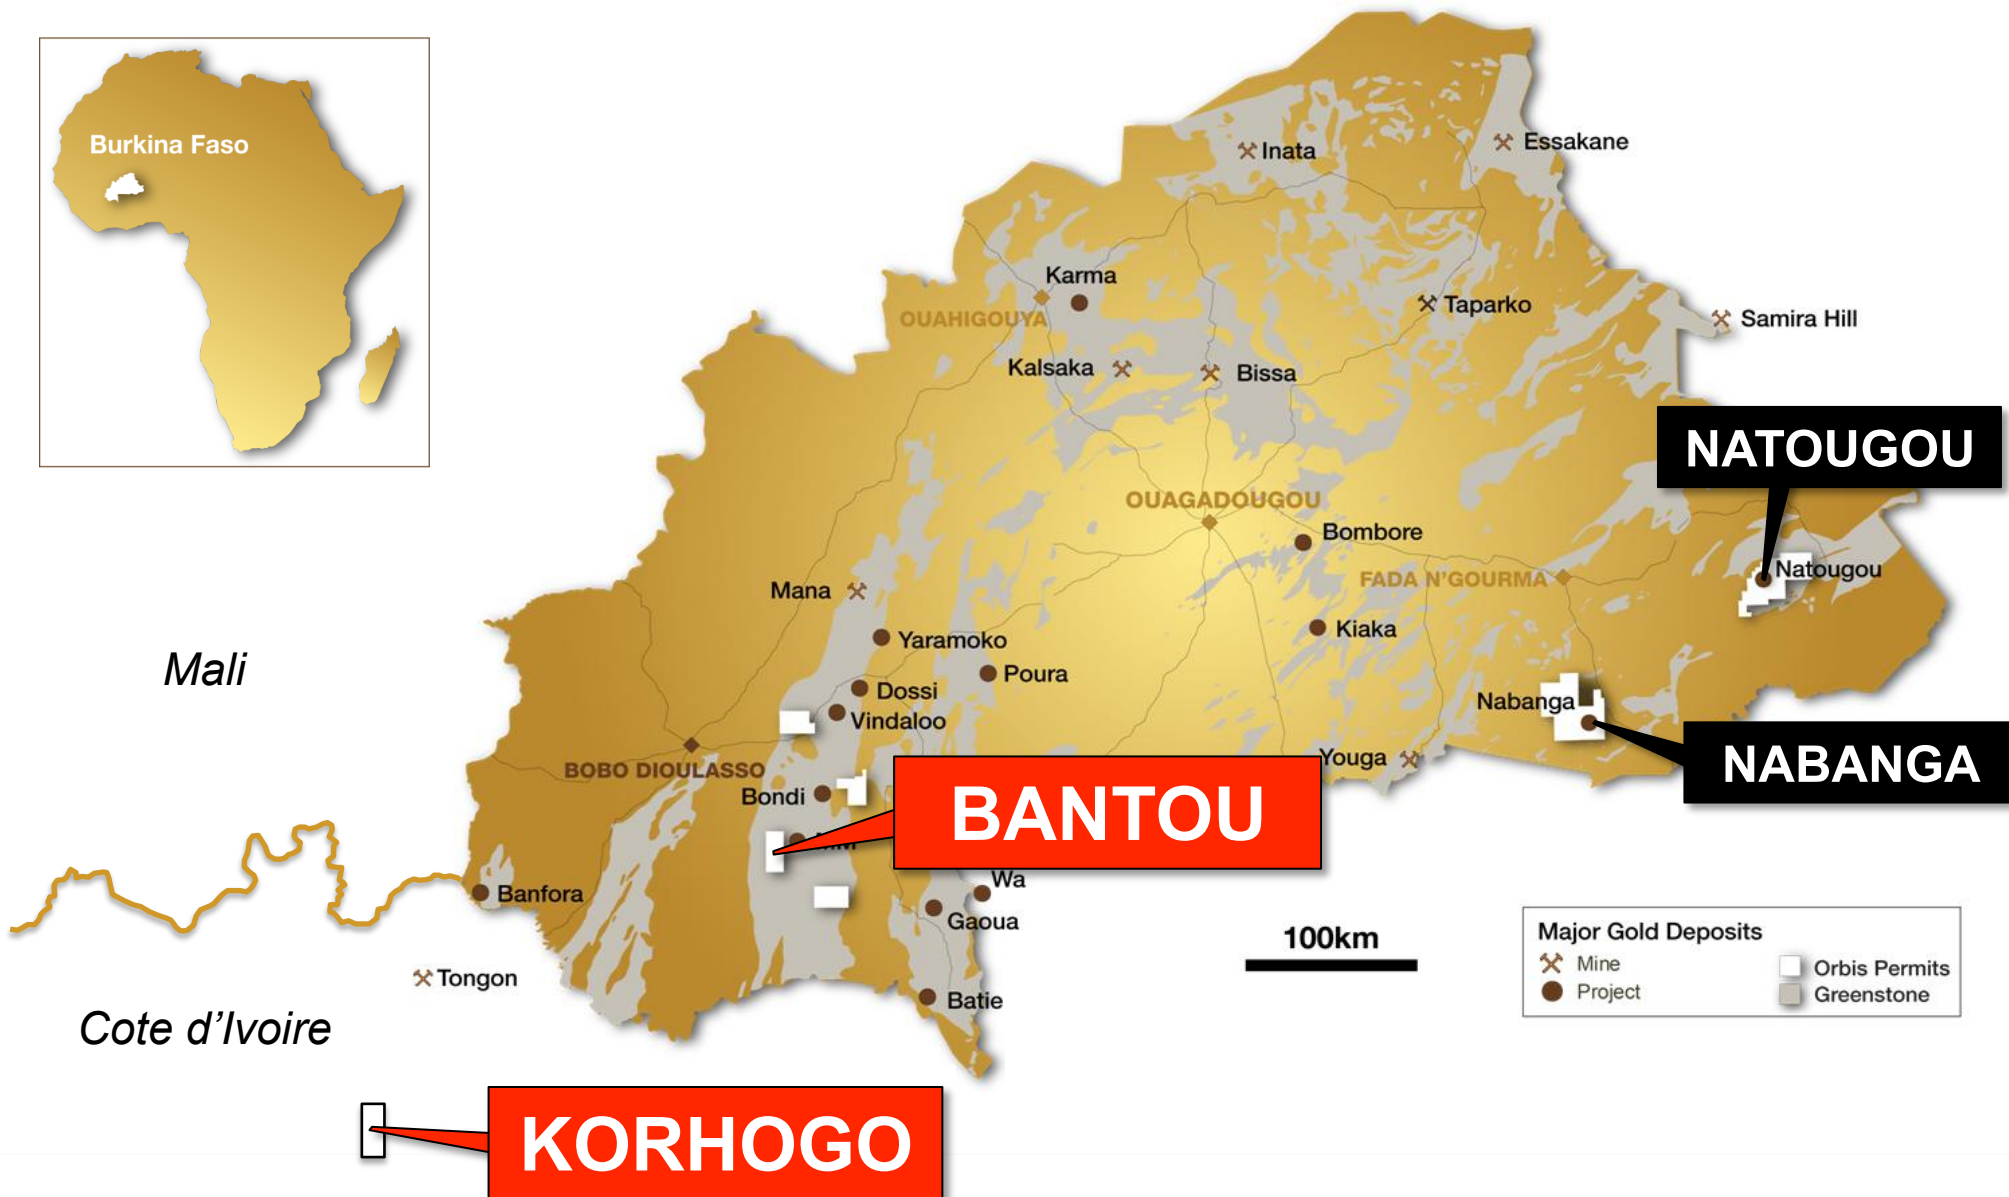 Burkina Faso
Inata
Essakane
Karma
OUAHIGOUYA
Taparko
Samira Hill
Kalsaka
Bissa
NATOUGOU
OUAGADOUGOU
Bombore
FADA N'GOURMA
Natougou
Mana
Yaramoko
Kiaka
Mali
Poura
Dossi
Vindaloo
Nabanga
NABANGA
BOBO DIOULASSO
Youga
Bondi
BANTOU
Banfora
Wa
Gaoua
100km
Major Gold Deposits
Mine
Project
Orbis Permits
Greenstone
Tongon
Batie
Cote d'Ivoire
KORHOGO